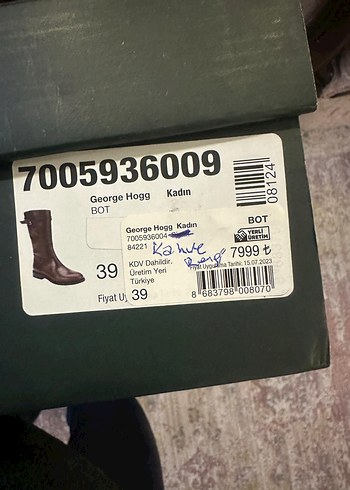 7005936009
George Hogg Kadın
BOT
08124
George Hogg Kadın
BOT
7005936004
84221
Kahve
Rengi
YERLİ
ÜRETİM
7999 ₺
39
KDV Dahildir.
Fiyat Uygulama Tarihi: 15.07.2023
Üretim Yeri
Türkiye
Fiyat Uy
39
8 683798 008070